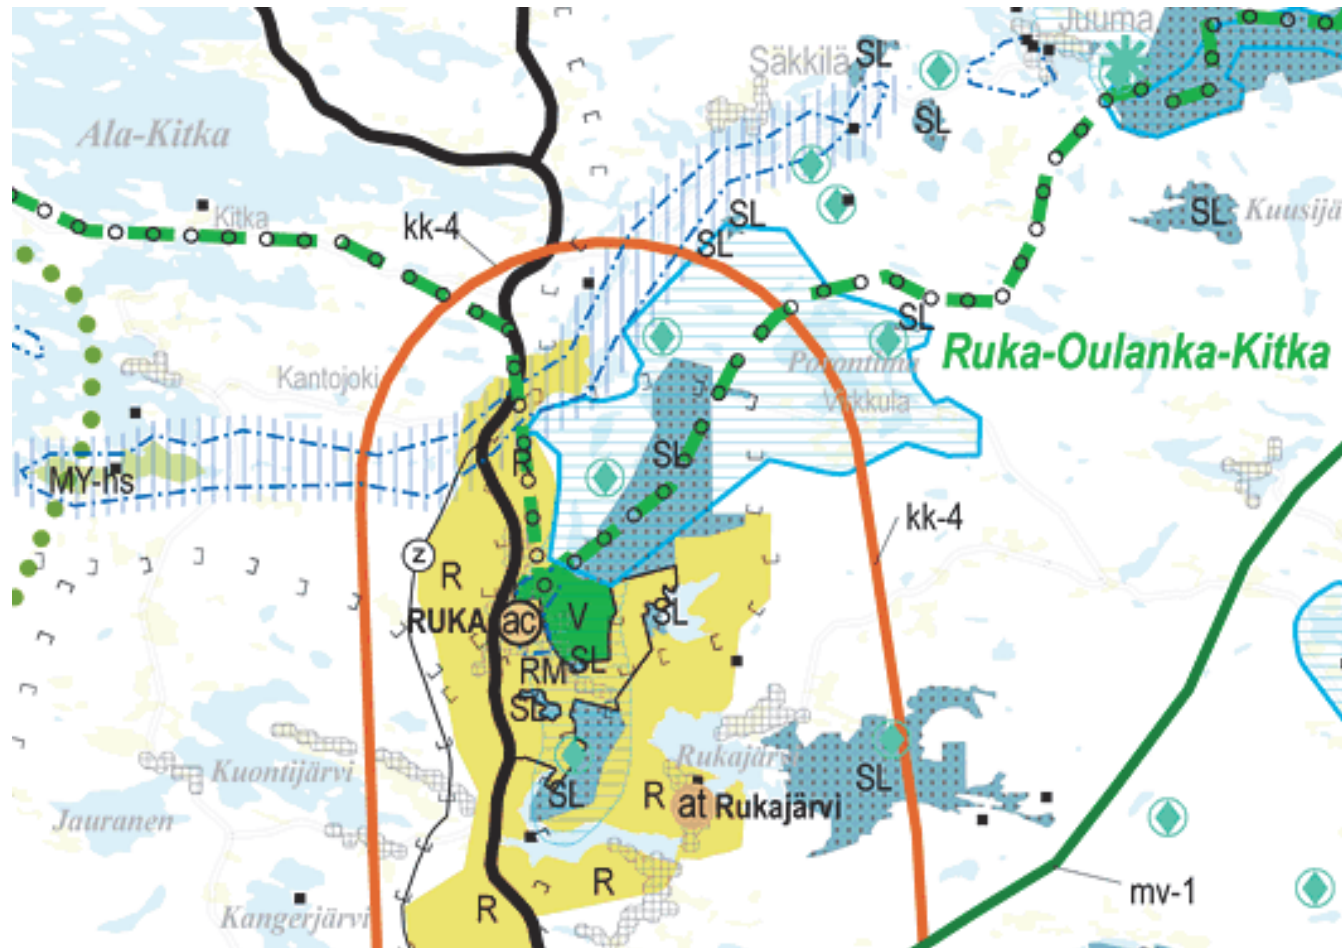 Juuma
Säkkilä
SL
Ala-Kitka
SL
Kitka
kk-4
SL
SL
Kuusijä
SL
SL
Ruka-Oulanka-Kitka
Kantojoki
SL
R
MY-hs
kk-4
z
R
RUKA
ac
V
SL
SL
RM
SL
Rukajärvi
Kuontijärvi
SL
SL
R
at
Rukajärvi
Jauranen
R
mv-1
R
Kangerjärvi